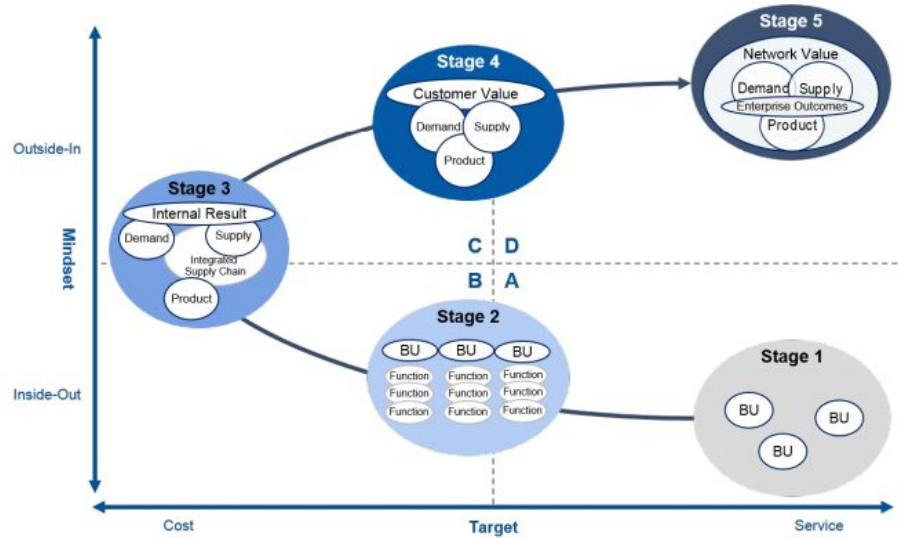 Stage 5
Network Value
Demand Supply
Enterprise Outcomes
Product
Stage 4
Customer Value
Demand Supply
Product
Outside-In
Stage 3
Internal Result
Demand Supply
Integrated
Supply Chain
Product
Mindset
C D
B A
Stage 2
BU BU BU
Function Function Function
Function Function Function
Function Function Function
Stage 1
BU BU
BU
Inside-Out
Cost Target Service